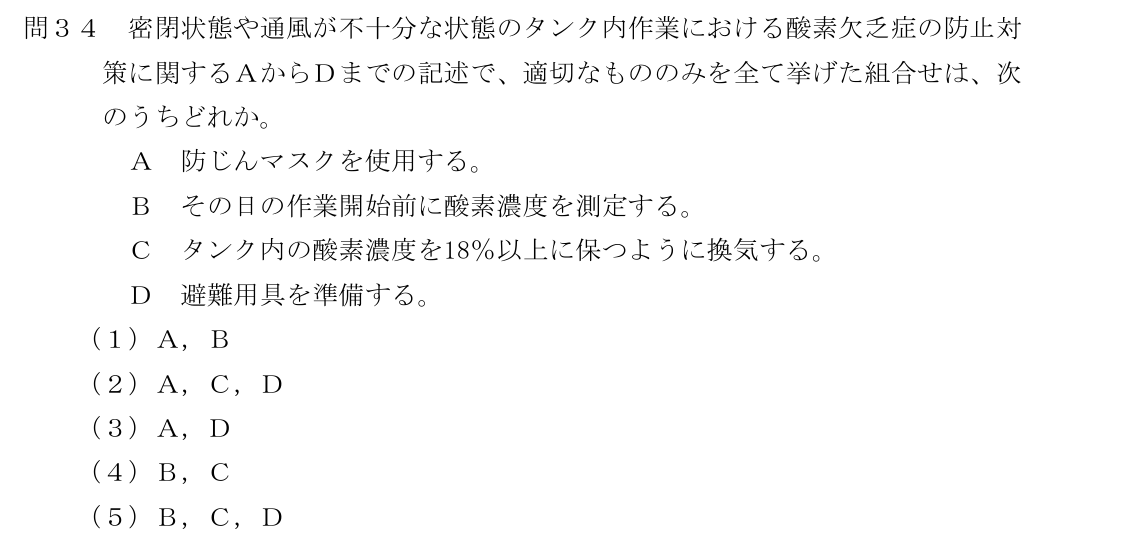 問３４　密閉状態や通風が不十分な状態のタンク内作業における酸素欠乏症の防止対
策に関するＡからＤまでの記述で、適切なもののみを全て挙げた組合せは、次
のうちどれか。
Ａ　防じんマスクを使用する。
Ｂ　その日の作業開始前に酸素濃度を測定する。
Ｃ　タンク内の酸素濃度を18％以上に保つように換気する。
Ｄ　避難用具を準備する。
（１）Ａ，Ｂ
（２）Ａ，Ｃ，Ｄ
（３）Ａ，Ｄ
（４）Ｂ，Ｃ
（５）Ｂ，Ｃ，Ｄ